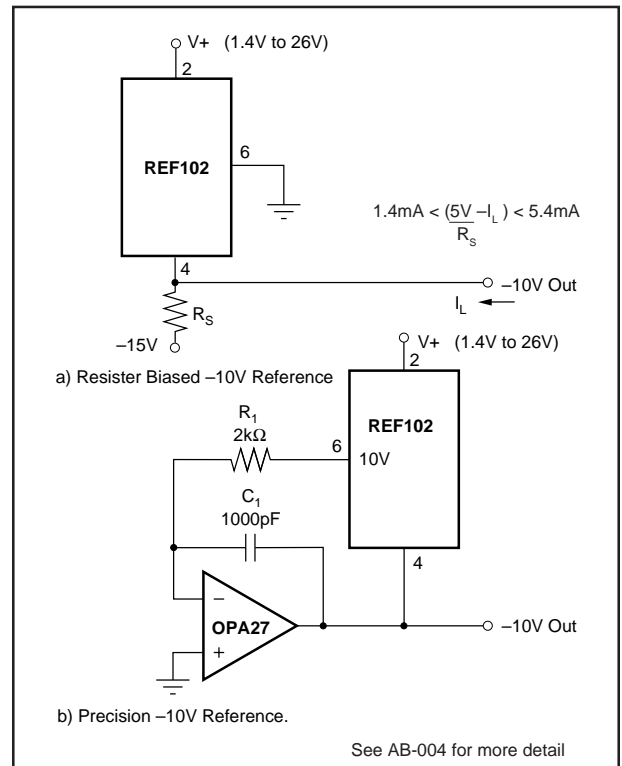 V+ (1.4V to 26V)
2
REF102
6
1.4mA < (5V –I_L) < 5.4mA
R_S
4
–10V Out
I_L
R_S
–15V
V+ (1.4V to 26V)
2
a) Resister Biased –10V Reference
R_1
2kΩ
6
REF102
10V
C_1
1000pF
4
–
OPA27
+
–10V Out
b) Precision –10V Reference.
See AB-004 for more detail